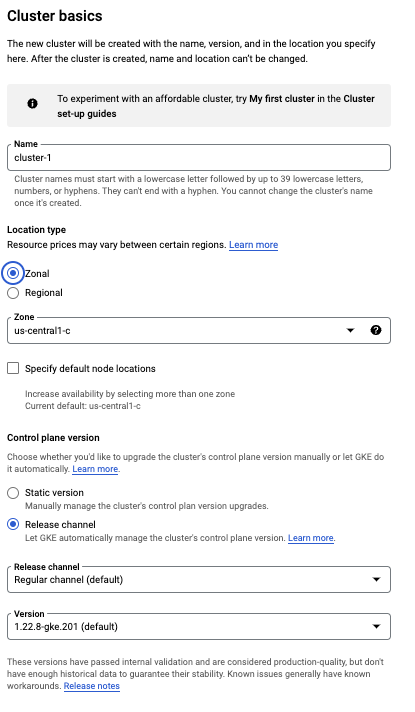 Cluster basics
The new cluster will be created with the name, version, and in the location you specify
here. After the cluster is created, name and location can't be changed.
To experiment with an affordable cluster, try My first cluster in the Cluster
set-up guides
Name
cluster-1
Cluster names must start with a lowercase letter followed by up to 39 lowercase letters,
numbers, or hyphens. They can't end with a hyphen. You cannot change the cluster's name
once it's created.
Location type
Resource prices may vary between certain regions. Learn more
Zonal
Regional
Zone
us-central1-c
Specify default node locations
Increase availability by selecting more than one zone
Current default: us-central1-c
Control plane version
Choose whether you'd like to upgrade the cluster's control plane version manually or let GKE do
it automatically. Learn more.
Static version
Manually manage the cluster's control plan version upgrades.
Release channel
Let GKE automatically manage the cluster's control plane version. Learn more.
Release channel
Regular channel (default)
Version
1.22.8-gke.201 (default)
These versions have passed internal validation and are considered production-quality, but don't
have enough historical data to guarantee their stability. Known issues generally have known
workarounds. Release notes